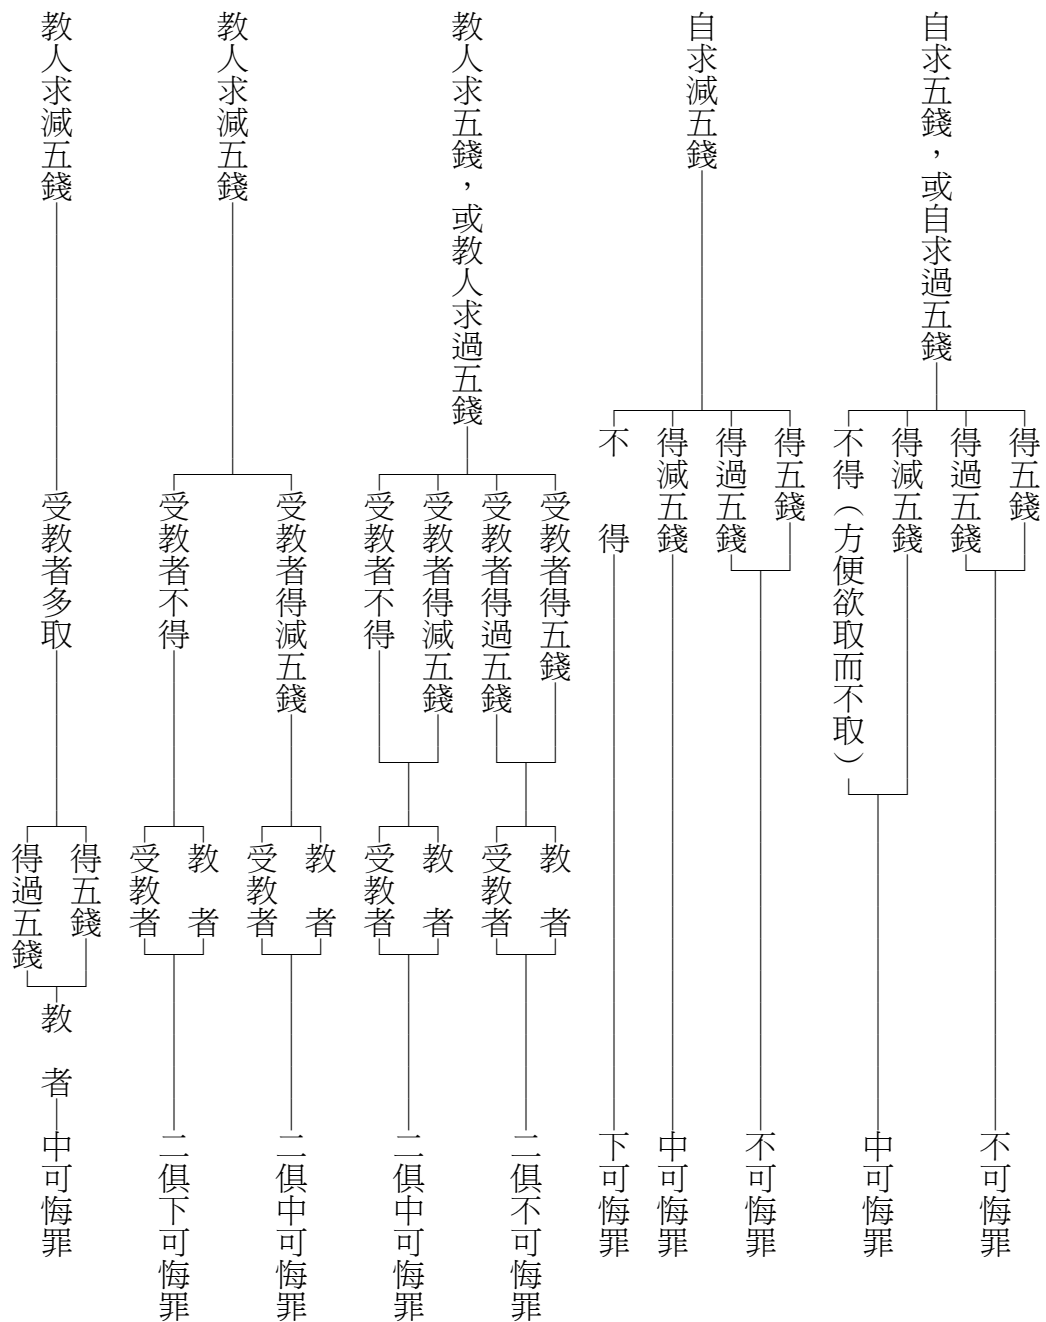 自求五錢，或自求過五錢
得五錢
得過五錢
不可悔罪
得減五錢
不得（方便欲取而不取）
中可悔罪
自求減五錢
得五錢
得過五錢
不可悔罪
得減五錢
中可悔罪
不得
下可悔罪
教人求五錢，或教人求過五錢
受教者得五錢
受教者得過五錢
教者
受教者
二俱不可悔罪
受教者得減五錢
受教者不得
教者
受教者
二俱中可悔罪
教人求減五錢
受教者得減五錢
教者
受教者
二俱中可悔罪
受教者不得
教者
受教者
二俱下可悔罪
教人求減五錢
受教者多取
得五錢
得過五錢
教者
中可悔罪